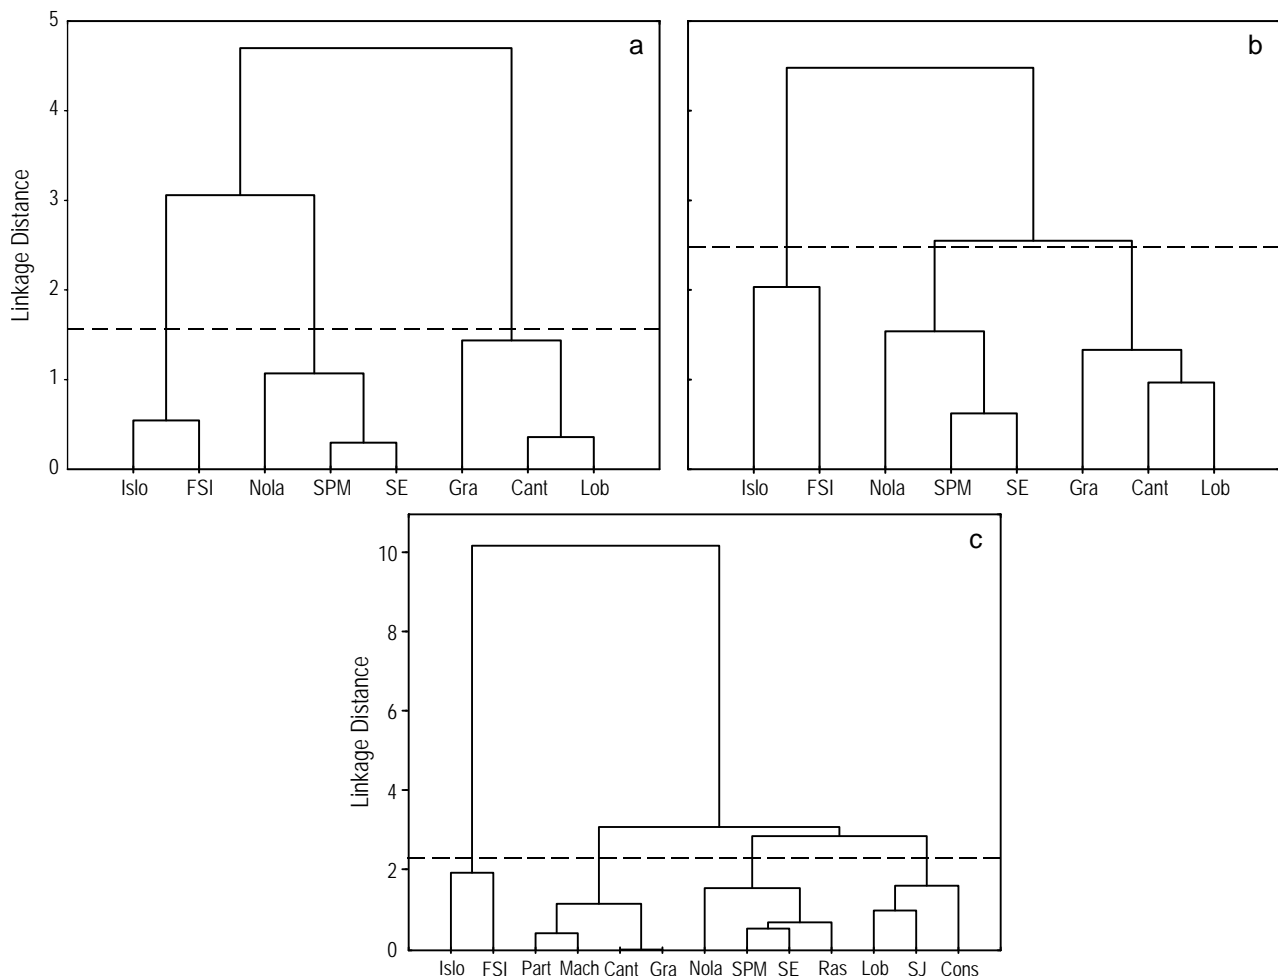 5
4
3
2
1
0
Linkage Distance
a
Islo FSI Nola SPM SE Gra Cant Lob
b
Islo FSI Nola SPM SE Gra Cant Lob
10
8
6
4
2
0
Linkage Distance
c
Islo FSI Part Mach Cant Gra Nola SPM SE Ras Lob SJ Cons